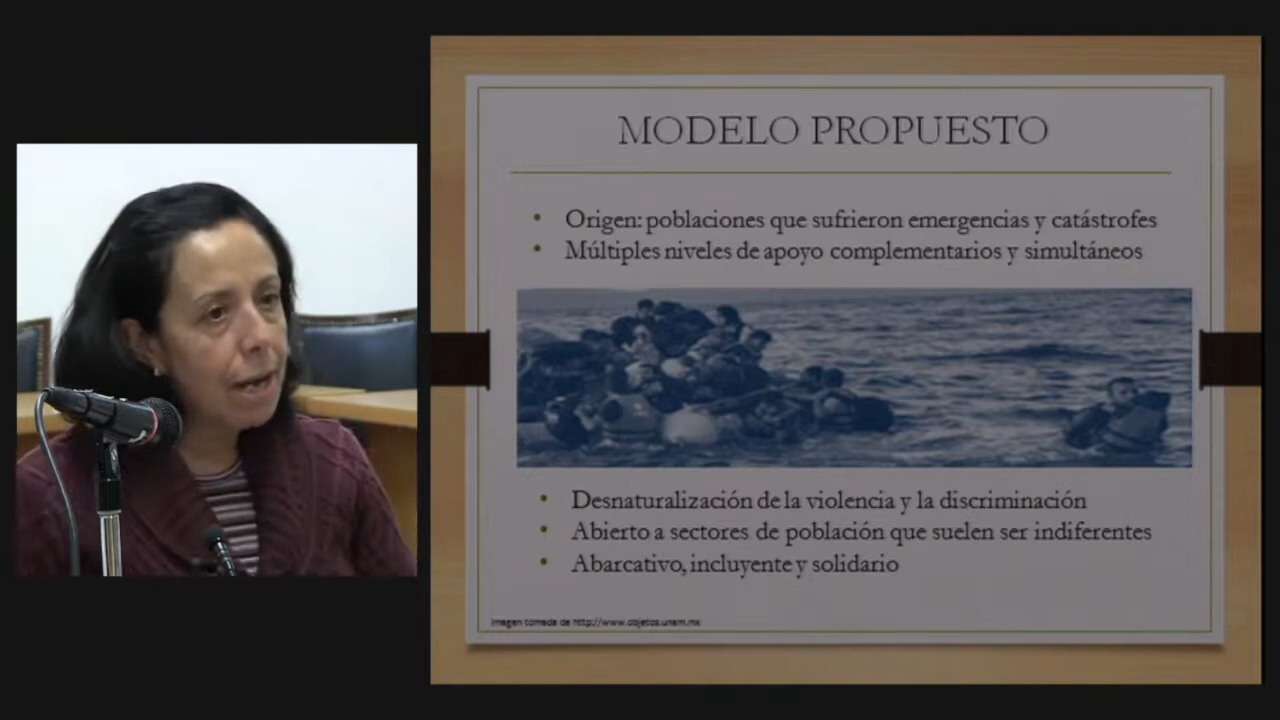 MODELO PROPUESTO
• Origen: poblaciones que sufrieron emergencias y catástrofes
• Múltiples niveles de apoyo complementarios y simultáneos
• Desnaturalización de la violencia y la discriminación
• Abierto a sectores de población que suelen ser indiferentes
• Abarcativo, incluyente y solidario
Imagen tomada de http://www.objetos.unam.mx